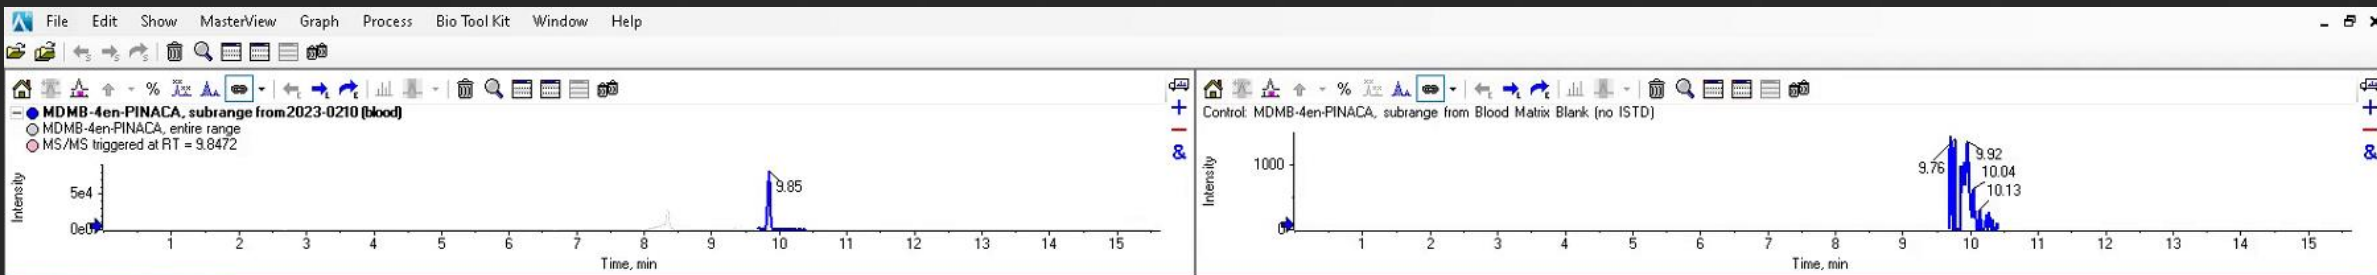 File Edit Show MasterView Graph Process Bio Tool Kit Window Help
MDMB-4en-PINACA, subrange from 2023-0210 (blood)
MDMB-4en-PINACA, entire range
MS/MS triggered at RT = 9.8472
Intensity
5e4
0e0
9.85
1 2 3 4 5 6 7 8 9 10 11 12 13 14 15
Time, min
Control: MDMB-4en-PINACA, subrange from Blood Matrix Blank (no ISTD)
Intensity
1000
0
9.76
9.92
10.04
10.13
1 2 3 4 5 6 7 8 9 10 11 12 13 14 15
Time, min